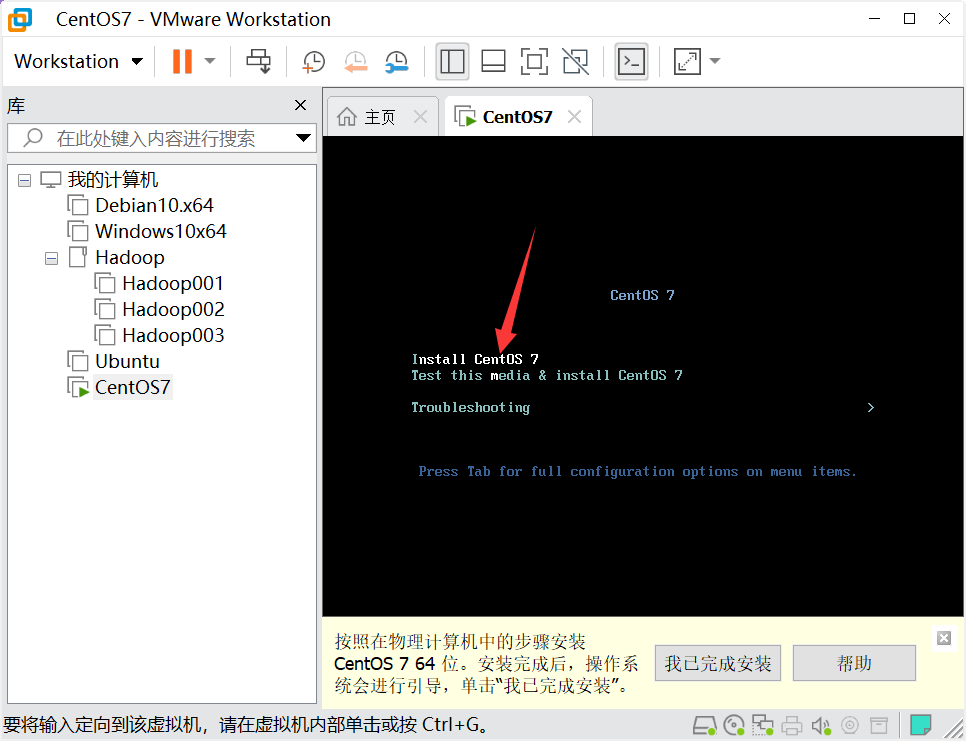 CentOS7 - VMware Workstation
Workstation
库
在此处键入内容进行搜索
我的计算机
Debian10.x64
Windows10x64
Hadoop
Hadoop001
Hadoop002
Hadoop003
Ubuntu
CentOS7
主页
CentOS7
CentOS 7
Install CentOS 7
Test this media & install CentOS 7
Troubleshooting >
Press Tab for full configuration options on menu items.
按照在物理计算机中的步骤安装
CentOS 7 64 位。安装完成后，操作系
统会进行引导，单击“我已完成安装”。
我已完成安装
帮助
要将输入定向到该虚拟机，请在虚拟机内部单击或按 Ctrl+G。